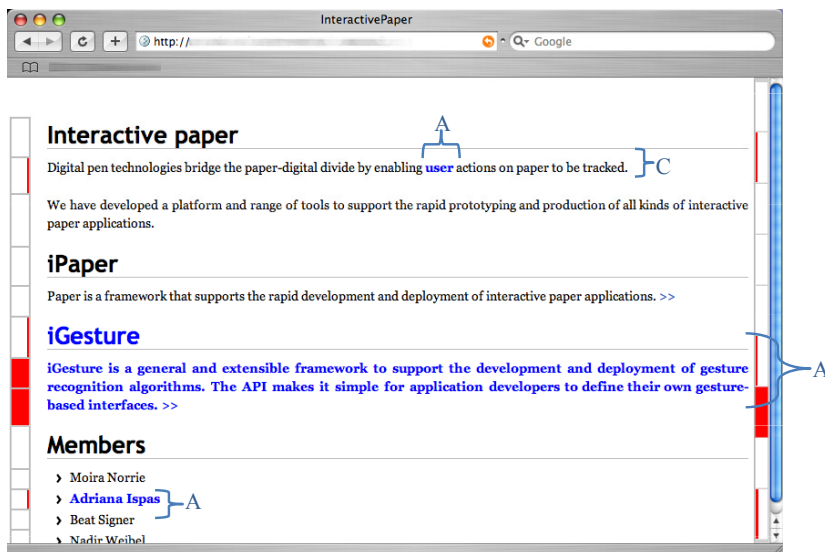 InteractivePaper
http://
Google
Interactive paper
A
Digital pen technologies bridge the paper-digital divide by enabling user actions on paper to be tracked.
C
We have developed a platform and range of tools to support the rapid prototyping and production of all kinds of interactive
paper applications.
iPaper
Paper is a framework that supports the rapid development and deployment of interactive paper applications. >>
iGesture
iGesture is a general and extensible framework to support the development and deployment of gesture
recognition algorithms. The API makes it simple for application developers to define their own gesture-
based interfaces. >>
A
Members
› Moira Norrie
› Adriana Ispas
A
› Beat Signer
› Nadir Weibel